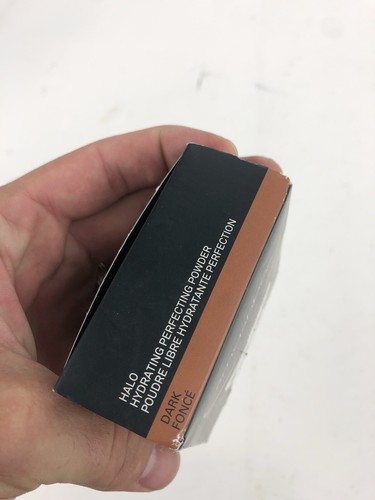 HALO
HYDRATING PERFECTING POWDER
POUDRE LIBRE HYDRATANTE PERFECTION
DARK
FONCÉ